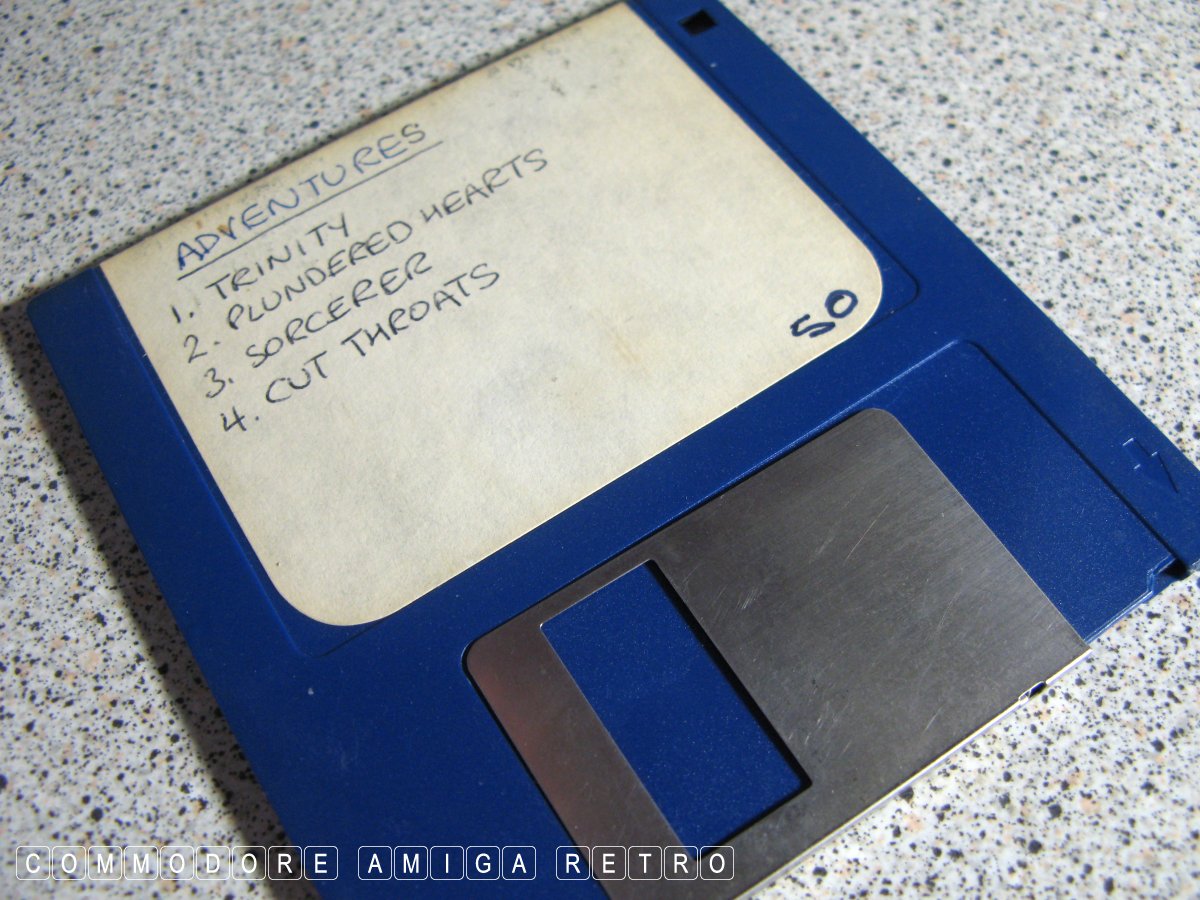 ADVENTURES
1. TRINITY
2. PLUNDERED HEARTS
3. SORCERER
4. CUT THROATS
50
COMMODORE AMIGA RETRO